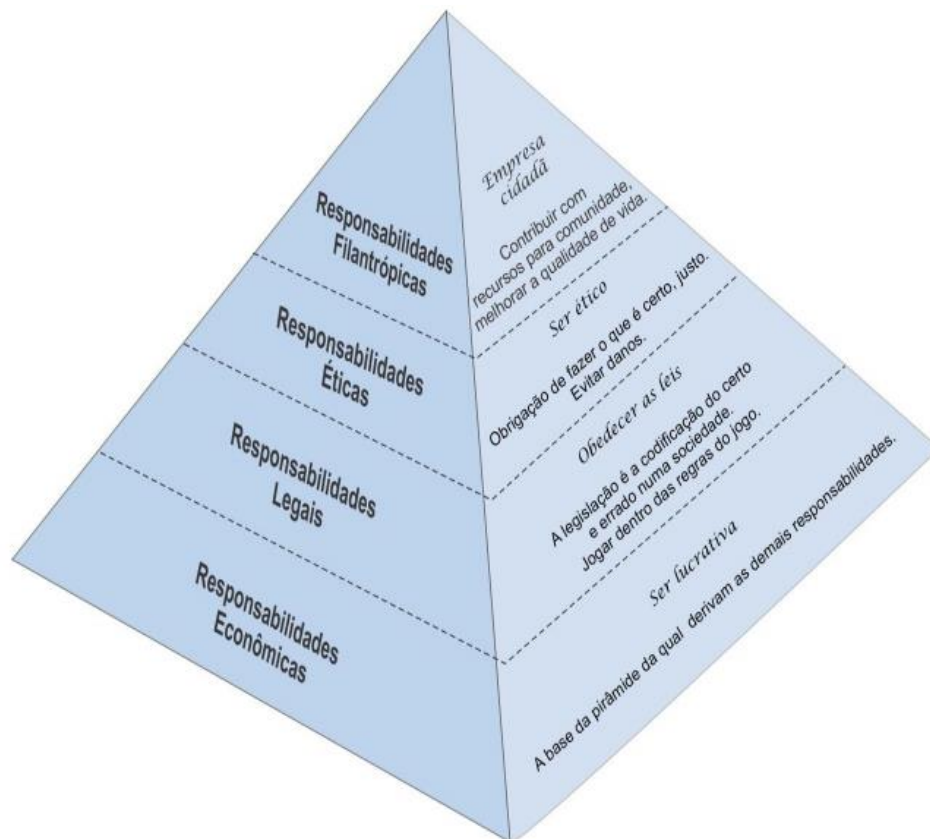 Responsabilidades
Filantrópicas
Empresa
cidadã
Contribuir com
recursos para comunidade,
melhorar a qualidade de vida.
Responsabilidades
Éticas
Ser ético
Obrigação de fazer o que é certo, justo.
Evitar danos.
Responsabilidades
Legais
Obedecer as leis
A legislação é a codificação do certo
e errado numa sociedade.
Jogar dentro das regras do jogo.
Responsabilidades
Econômicas
Ser lucrativa
A base da pirâmide da qual derivam as demais responsabilidades.